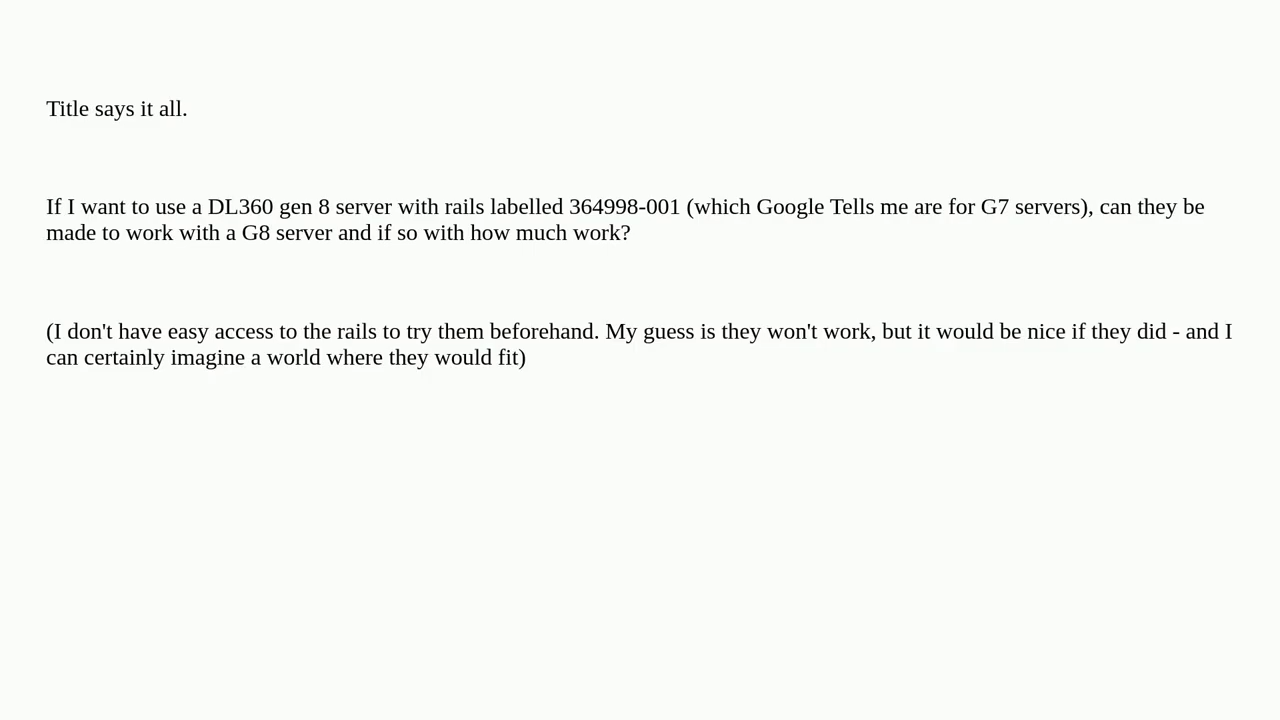 Title says it all.
If I want to use a DL360 gen 8 server with rails labelled 364998-001 (which Google Tells me are for G7 servers), can they be
made to work with a G8 server and if so with how much work?
(I don't have easy access to the rails to try them beforehand. My guess is they won't work, but it would be nice if they did - and I
can certainly imagine a world where they would fit)